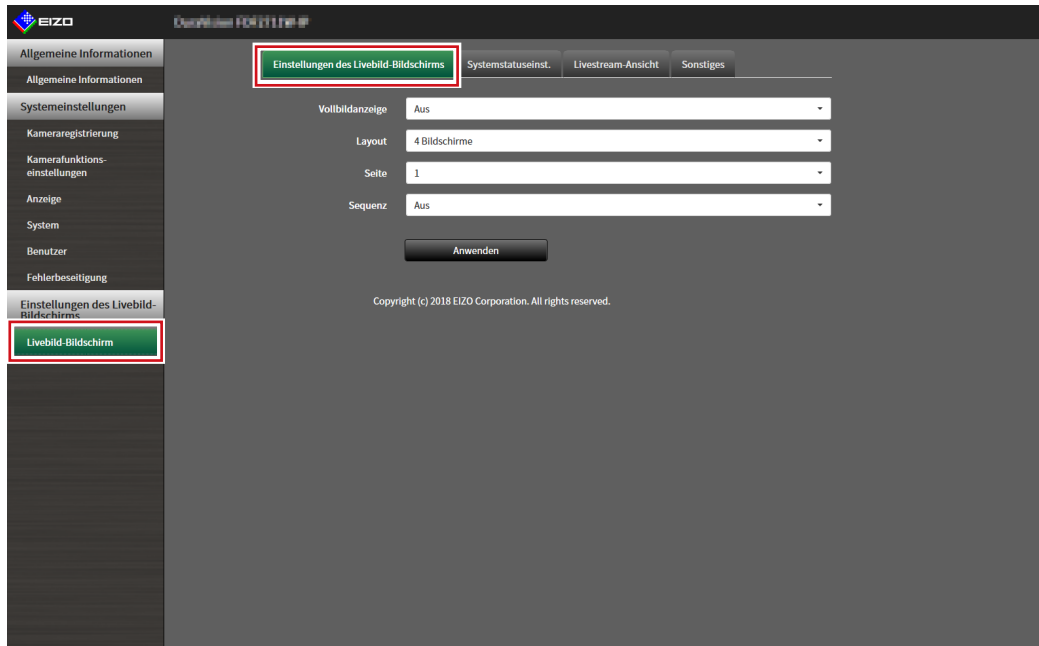 EIZO
Allgemeine Informationen
Allgemeine Informationen
Systemeinstellungen
Kameraregistrierung
Kamerafunktions-
einstellungen
Anzeige
System
Benutzer
Fehlerbeseitigung
Einstellungen des Livebild-
Bildschirms
Livebild-Bildschirm
Einstellungen des Livebild-Bildschirms Systemstatuseinst. Livestream-Ansicht Sonstiges
Vollbildanzeige Aus
Layout 4 Bildschirme
Seite 1
Sequenz Aus
Anwenden
Copyright (c) 2018 EIZO Corporation. All rights reserved.